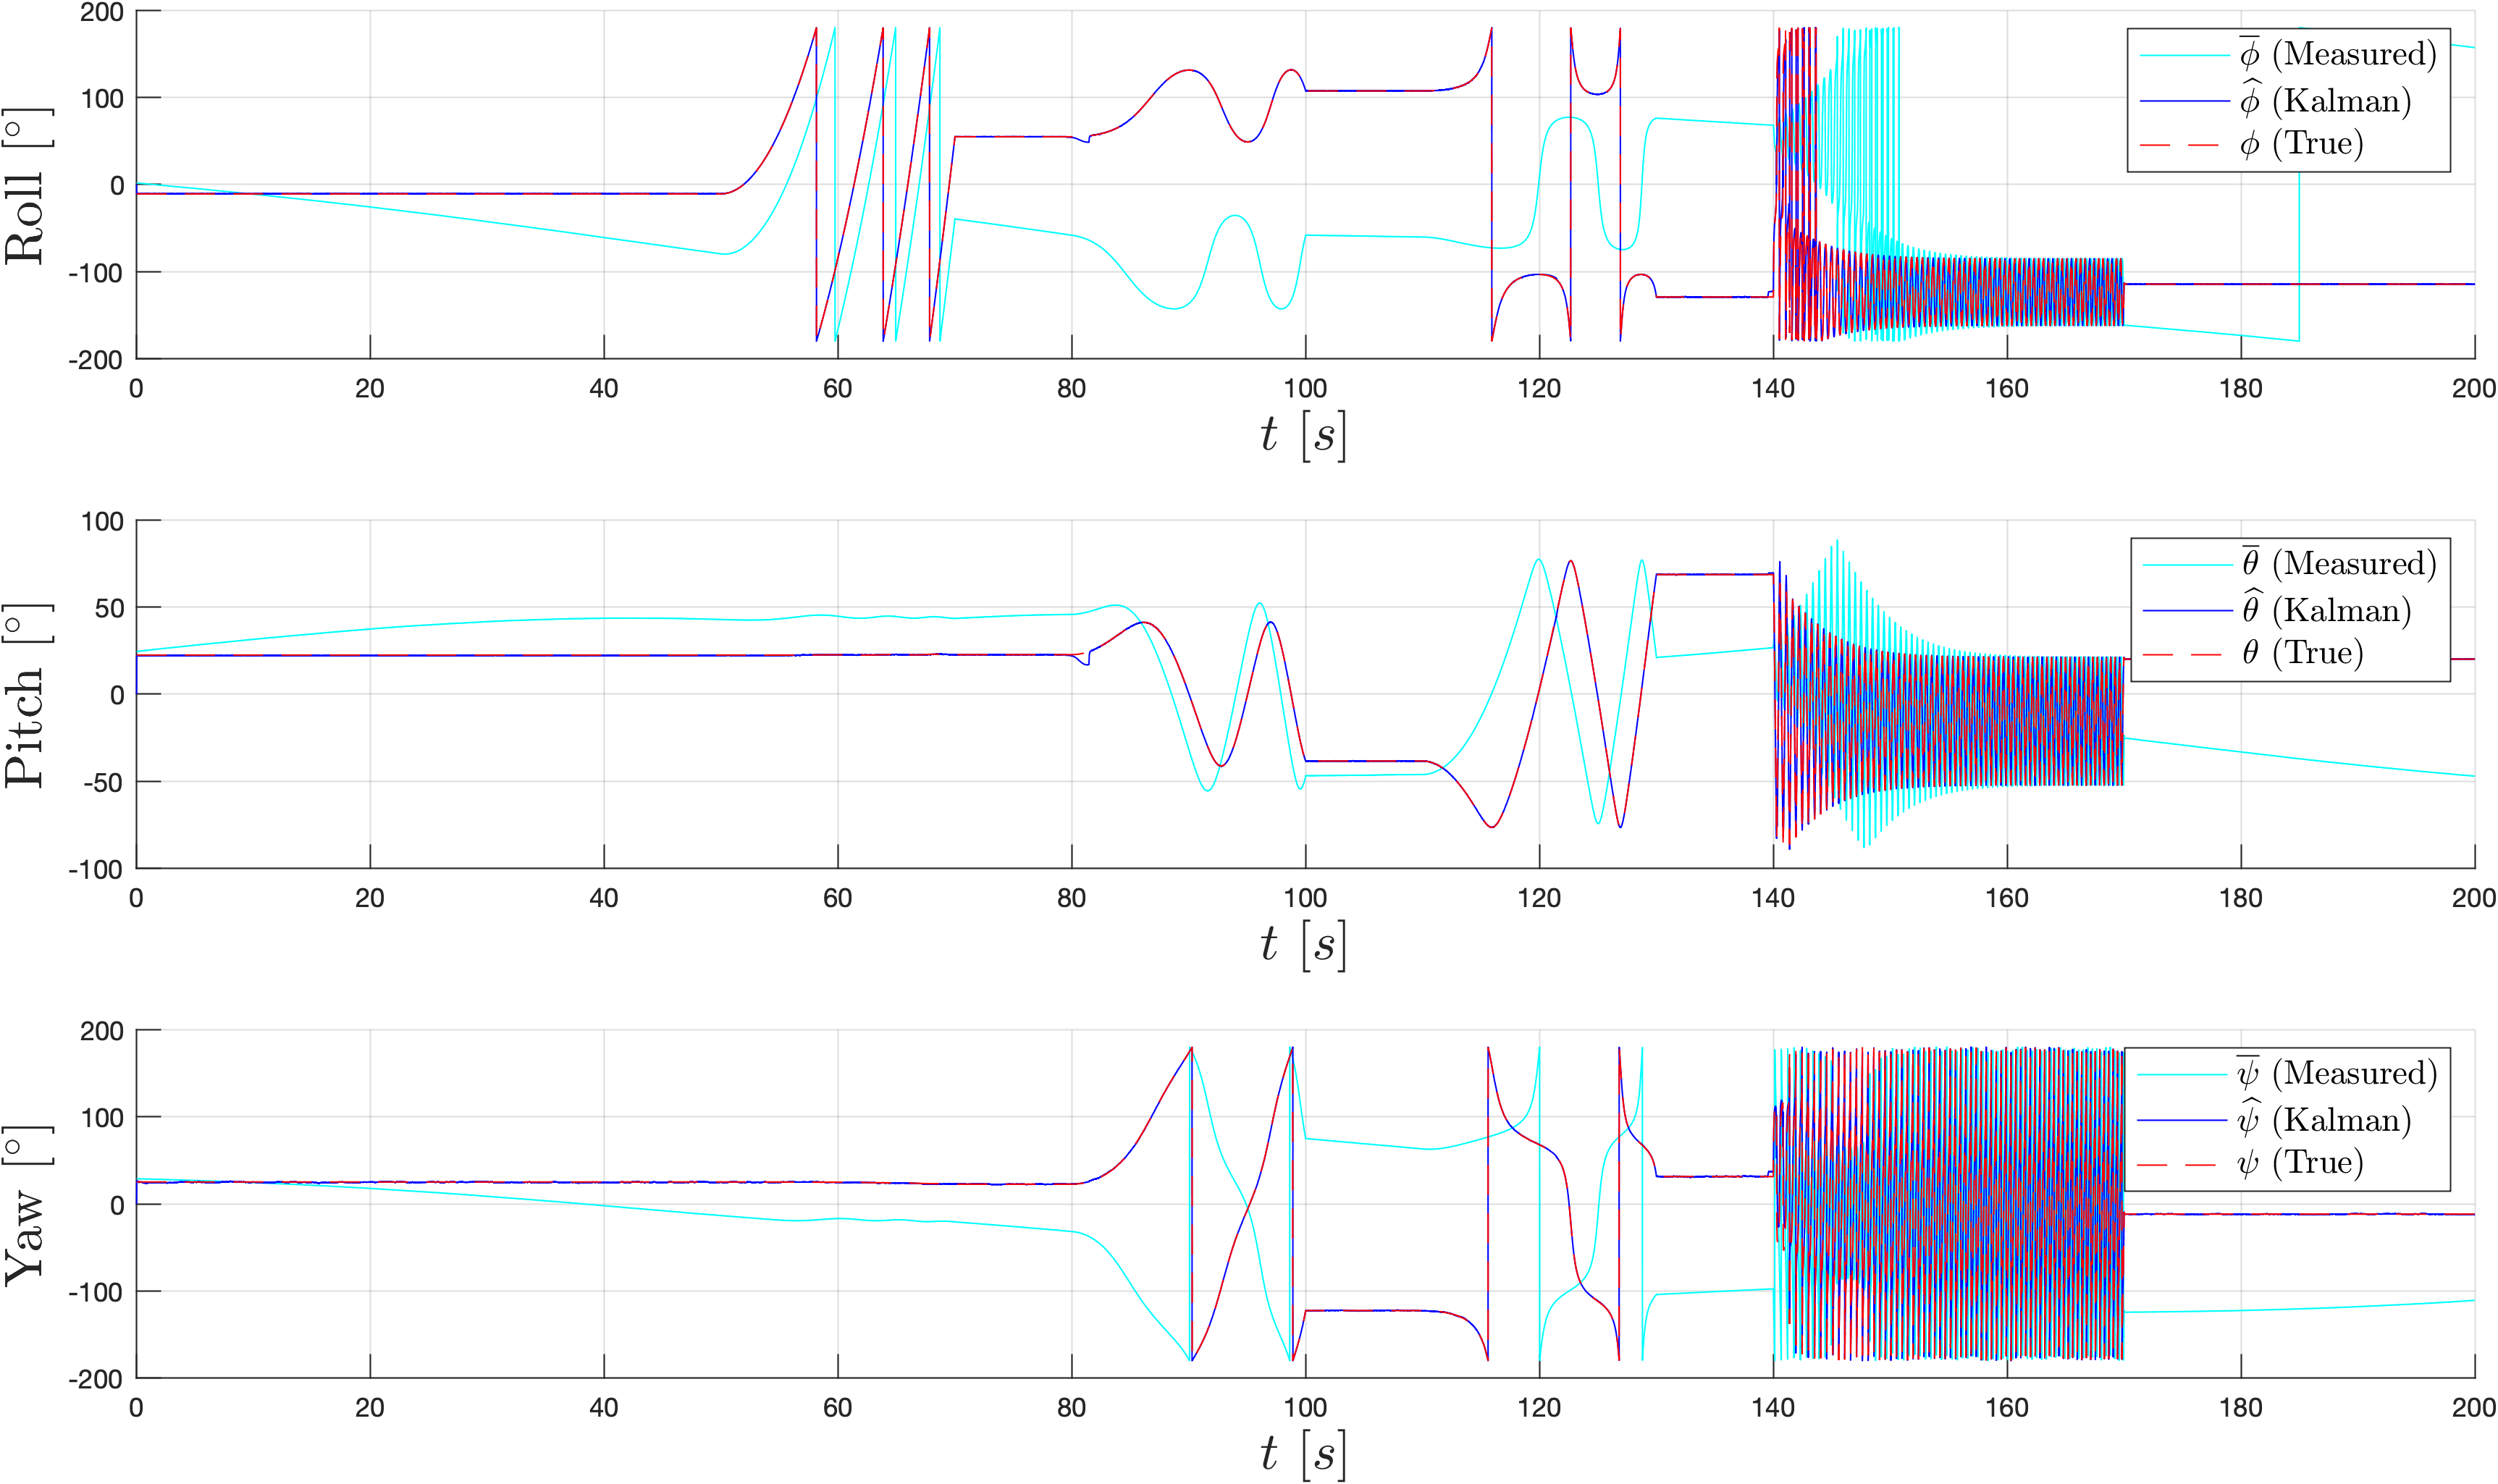 200
100
0
-100
-200
Roll [°]
0 20 40 60 80 100 120 140 160 180 200
t [s]
ϕ̅ (Measured)
ϕ̂ (Kalman)
ϕ (True)
100
50
0
-50
-100
Pitch [°]
0 20 40 60 80 100 120 140 160 180 200
t [s]
θ̅ (Measured)
θ̂ (Kalman)
θ (True)
200
100
0
-100
-200
Yaw [°]
0 20 40 60 80 100 120 140 160 180 200
t [s]
ψ̅ (Measured)
ψ̂ (Kalman)
ψ (True)